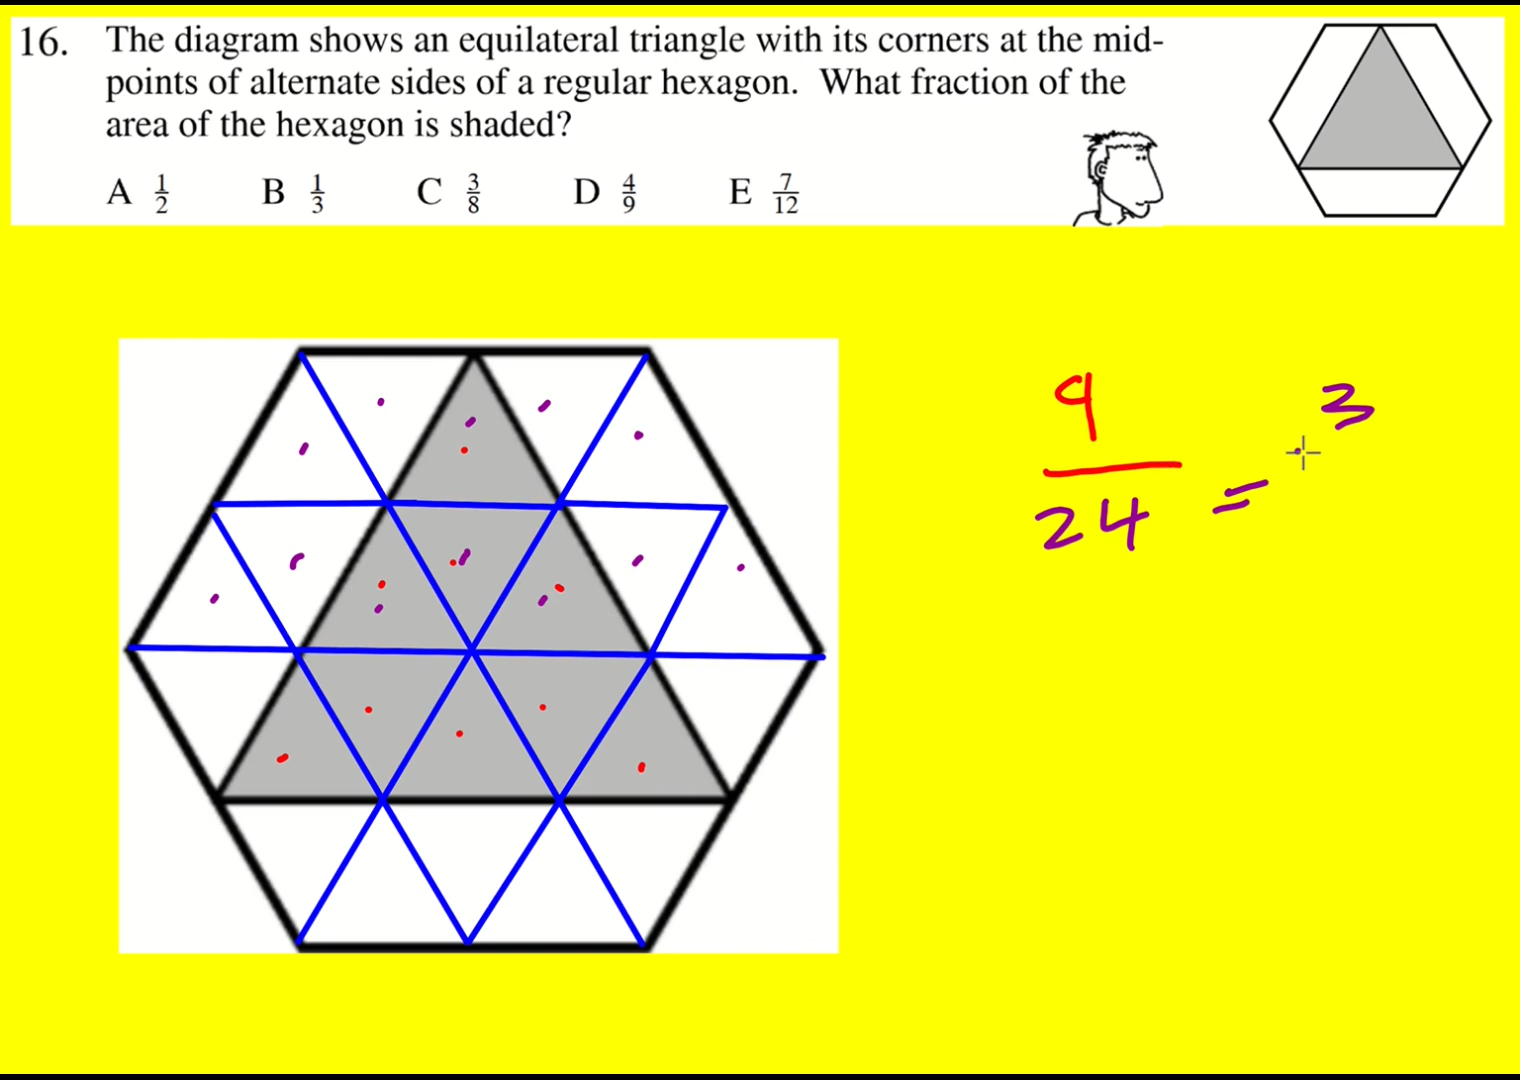 16. The diagram shows an equilateral triangle with its corners at the mid-
points of alternate sides of a regular hexagon. What fraction of the
area of the hexagon is shaded?
A 1/2 B 1/3 C 3/8 D 4/9 E 7/12
9/24 = 3